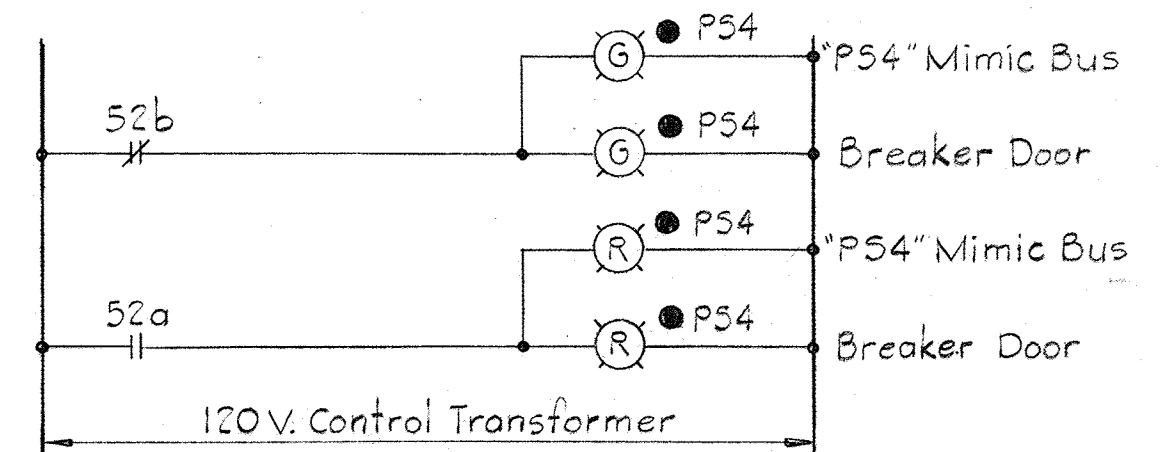 G PS4 "PS4" Mimic Bus
52b
G PS4 Breaker Door
R PS4 "PS4" Mimic Bus
52a
R PS4 Breaker Door
120 V. Control Transformer